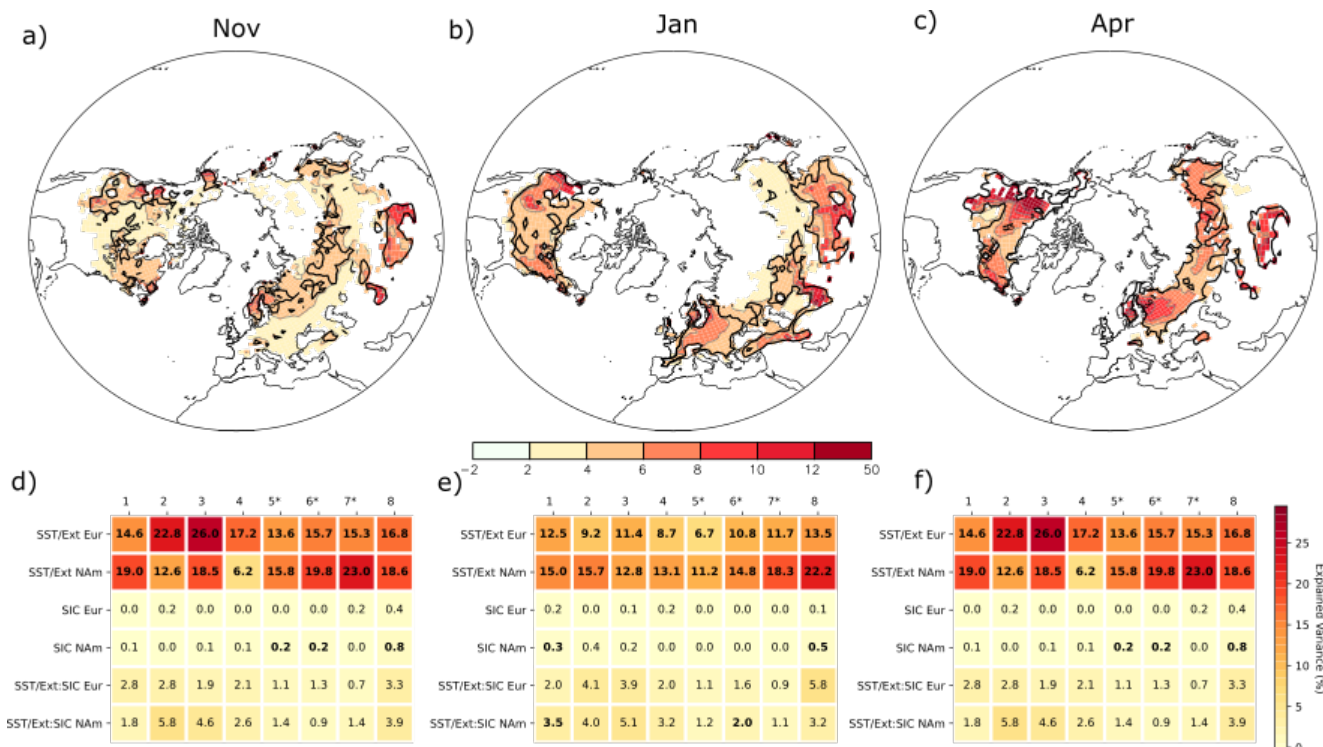 a) Nov
b) Jan
c) Apr
−2 2 4 6 8 10 12 50
d)
1 2 3 4 5* 6* 7* 8
SST/Ext Eur 14.6 22.8 26.0 17.2 13.6 15.7 15.3 16.8
SST/Ext NAm 19.0 12.6 18.5 6.2 15.8 19.8 23.0 18.6
SIC Eur 0.0 0.2 0.0 0.0 0.0 0.0 0.2 0.4
SIC NAm 0.1 0.0 0.1 0.1 0.2 0.2 0.0 0.8
SST/Ext:SIC Eur 2.8 2.8 1.9 2.1 1.1 1.3 0.7 3.3
SST/Ext:SIC NAm 1.8 5.8 4.6 2.6 1.4 0.9 1.4 3.9
e)
1 2 3 4 5* 6* 7* 8
SST/Ext Eur 12.5 9.2 11.4 8.7 6.7 10.8 11.7 13.5
SST/Ext NAm 15.0 15.7 12.8 13.1 11.2 14.8 18.3 22.2
SIC Eur 0.2 0.0 0.1 0.2 0.0 0.0 0.0 0.1
SIC NAm 0.3 0.4 0.2 0.0 0.0 0.0 0.0 0.5
SST/Ext:SIC Eur 2.0 4.1 3.9 2.0 1.1 1.6 0.9 5.8
SST/Ext:SIC NAm 3.5 4.0 5.1 3.2 1.2 2.0 1.1 3.2
f)
1 2 3 4 5* 6* 7* 8
SST/Ext Eur 14.6 22.8 26.0 17.2 13.6 15.7 15.3 16.8
SST/Ext NAm 19.0 12.6 18.5 6.2 15.8 19.8 23.0 18.6
SIC Eur 0.0 0.2 0.0 0.0 0.0 0.0 0.2 0.4
SIC NAm 0.1 0.0 0.1 0.1 0.2 0.2 0.0 0.8
SST/Ext:SIC Eur 2.8 2.8 1.9 2.1 1.1 1.3 0.7 3.3
SST/Ext:SIC NAm 1.8 5.8 4.6 2.6 1.4 0.9 1.4 3.9
25
20
15
10
5
0
Explained Variance (%)